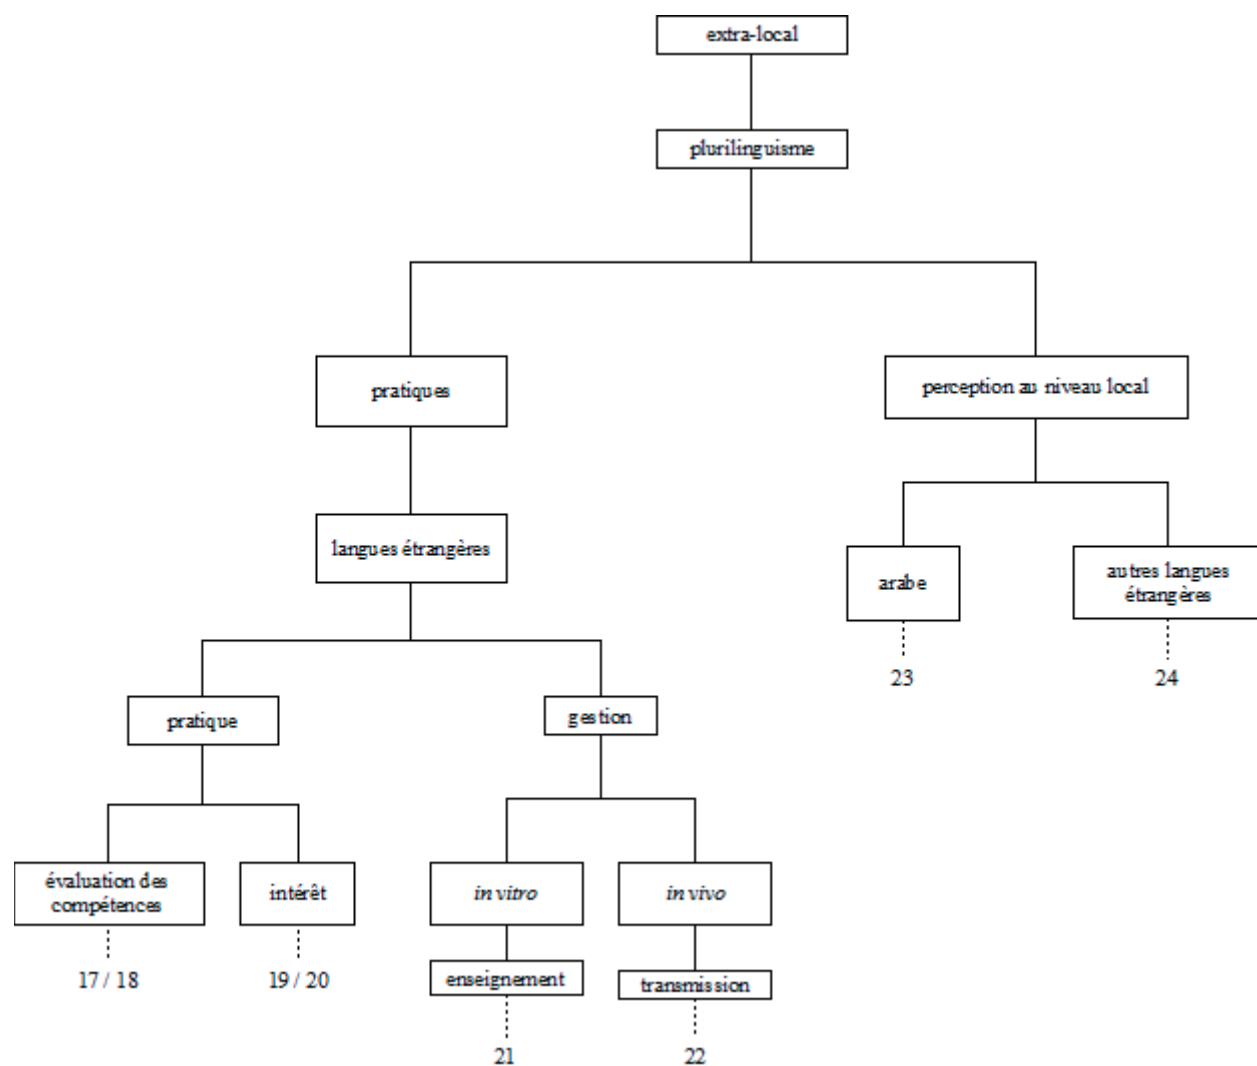 extra-local
plurilinguisme
pratiques
perception au niveau local
langues étrangères
arabe
autres langues
étrangères
23
24
pratique
gestion
évaluation des
compétences
intérêt
in vitro
in vivo
17 / 18
19 / 20
enseignement
transmission
21
22